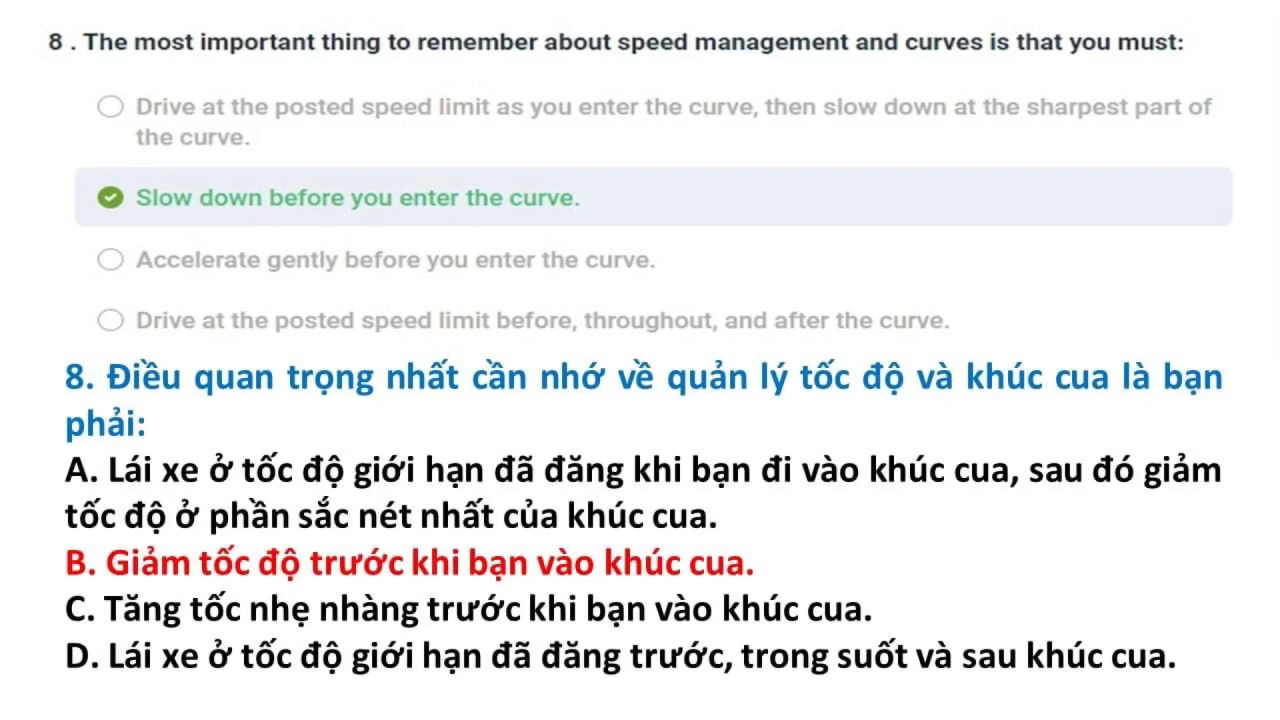 8 . The most important thing to remember about speed management and curves is that you must:
Drive at the posted speed limit as you enter the curve, then slow down at the sharpest part of
the curve.
Slow down before you enter the curve.
Accelerate gently before you enter the curve.
Drive at the posted speed limit before, throughout, and after the curve.
8. Điều quan trọng nhất cần nhớ về quản lý tốc độ và khúc cua là bạn
phải:
A. Lái xe ở tốc độ giới hạn đã đăng khi bạn đi vào khúc cua, sau đó giảm
tốc độ ở phần sắc nét nhất của khúc cua.
B. Giảm tốc độ trước khi bạn vào khúc cua.
C. Tăng tốc nhẹ nhàng trước khi bạn vào khúc cua.
D. Lái xe ở tốc độ giới hạn đã đăng trước, trong suốt và sau khúc cua.